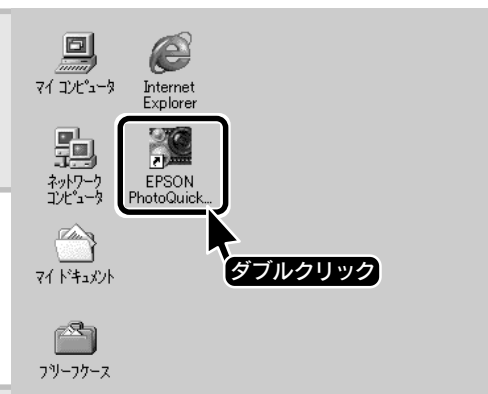 マイ コンピュータ
Internet
Explorer
ネットワーク
コンピュータ
EPSON
PhotoQuick...
ダブルクリック
マイ ドキュメント
ブリーフケース